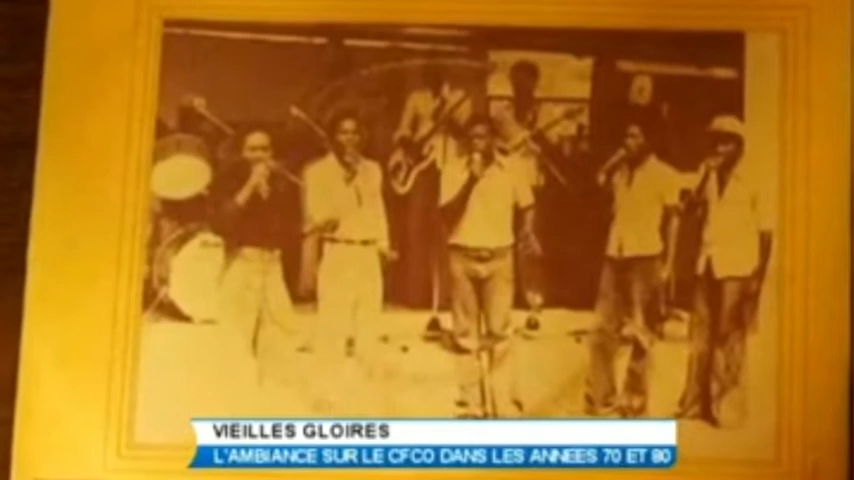 VIEILLES GLOIRES
L'AMBIANCE SUR LE CFCO DANS LES ANNEES 70 ET 80